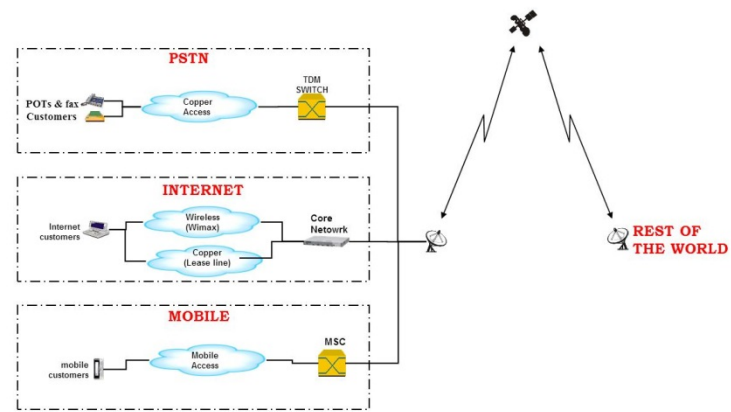 PSTN
TDM
SWITCH
POTs & fax
Customers
Copper
Access
INTERNET
Internet
customers
Wireless
(Wimax)
Core
Netowrk
Copper
(Lease line)
REST OF
THE WORLD
MOBILE
MSC
mobile
customers
Mobile
Access